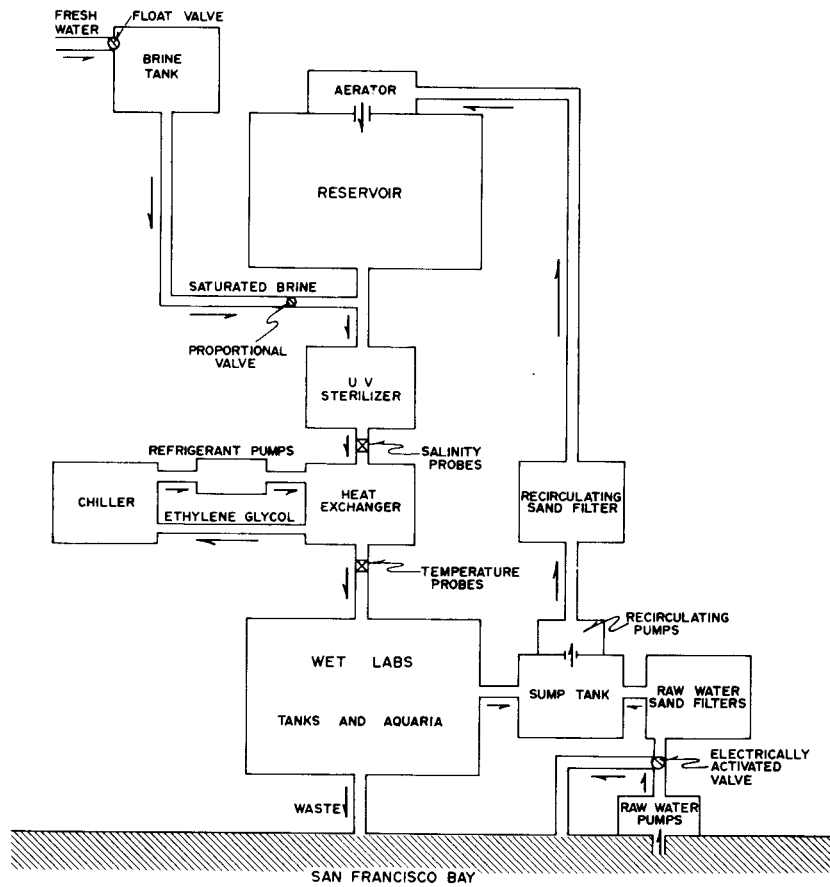 FRESH
WATER
FLOAT VALVE
BRINE
TANK
AERATOR
RESERVOIR
SATURATED BRINE
PROPORTIONAL
VALVE
U V
STERILIZER
SALINITY
PROBES
REFRIGERANT PUMPS
CHILLER
HEAT
EXCHANGER
ETHYLENE GLYCOL
RECIRCULATING
SAND FILTER
TEMPERATURE
PROBES
RECIRCULATING
PUMPS
WET LABS
TANKS AND AQUARIA
SUMP TANK
RAW WATER
SAND FILTERS
ELECTRICALLY
ACTIVATED
VALVE
WASTE
RAW WATER
PUMPS
SAN FRANCISCO BAY